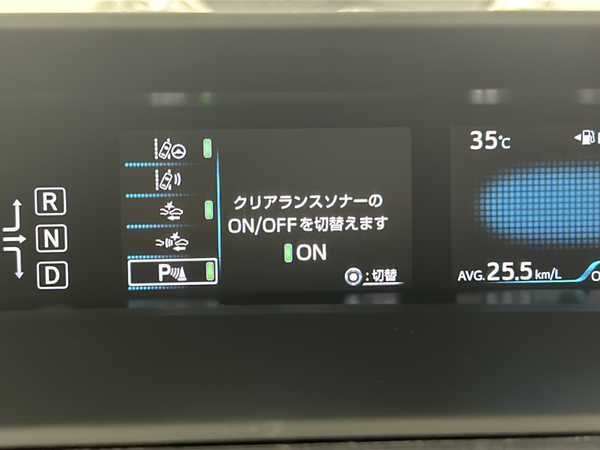 35℃
クリアランスソナーの
ON/OFFを切替えます
ON
:切替
R
N
D
P
AVG.25.5km/L